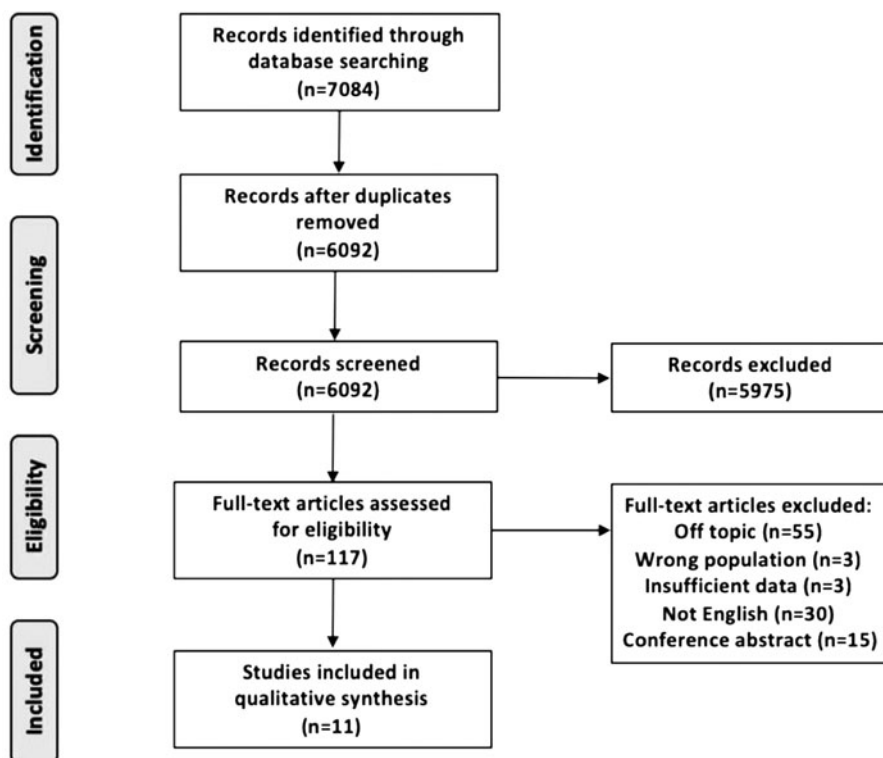 Identification
Records identified through
database searching
(n=7084)
Records after duplicates
removed
(n=6092)
Screening
Records screened
(n=6092)
Records excluded
(n=5975)
Eligibility
Full-text articles assessed
for eligibility
(n=117)
Full-text articles excluded:
Off topic (n=55)
Wrong population (n=3)
Insufficient data (n=3)
Not English (n=30)
Conference abstract (n=15)
Included
Studies included in
qualitative synthesis
(n=11)